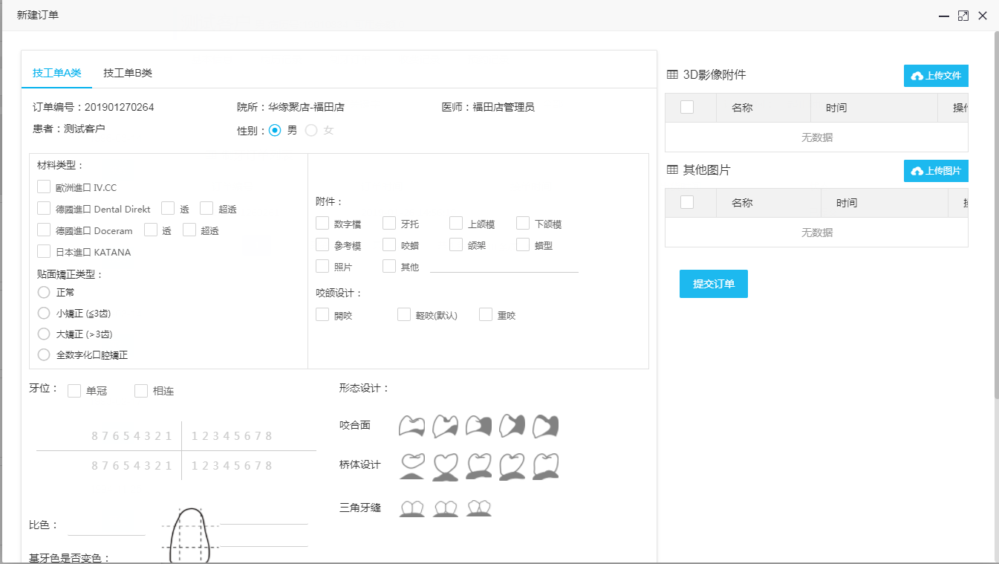 新建订单
技工单A类 技工单B类
订单编号：201901270264 院所：华缘聚店-福田店 医师：福田店管理员
患者：测试客户 性别： 男 女
材料类型：
歐洲進口 IV.CC
德國進口 Dental Direkt 透 超透
德國進口 Doceram 透 超透
日本進口 KATANA
贴面矯正类型：
正常
小矯正 (≦3齿)
大矯正 (>3齿)
全数字化口腔矯正
附件：
数字檔 牙托 上颌模 下颌模
參考模 咬蜡 颌架 蜡型
照片 其他
咬颌设计：
開咬 輕咬(默认) 重咬
牙位： 单冠 相连
8 7 6 5 4 3 2 1 1 2 3 4 5 6 7 8
8 7 6 5 4 3 2 1 1 2 3 4 5 6 7 8
形态设计：
咬合面
桥体设计
三角牙缝
比色：
基牙色是否变色：
3D影像附件 上传文件
名称 时间 操作
无数据
其他图片 上传图片
名称 时间
无数据
提交订单